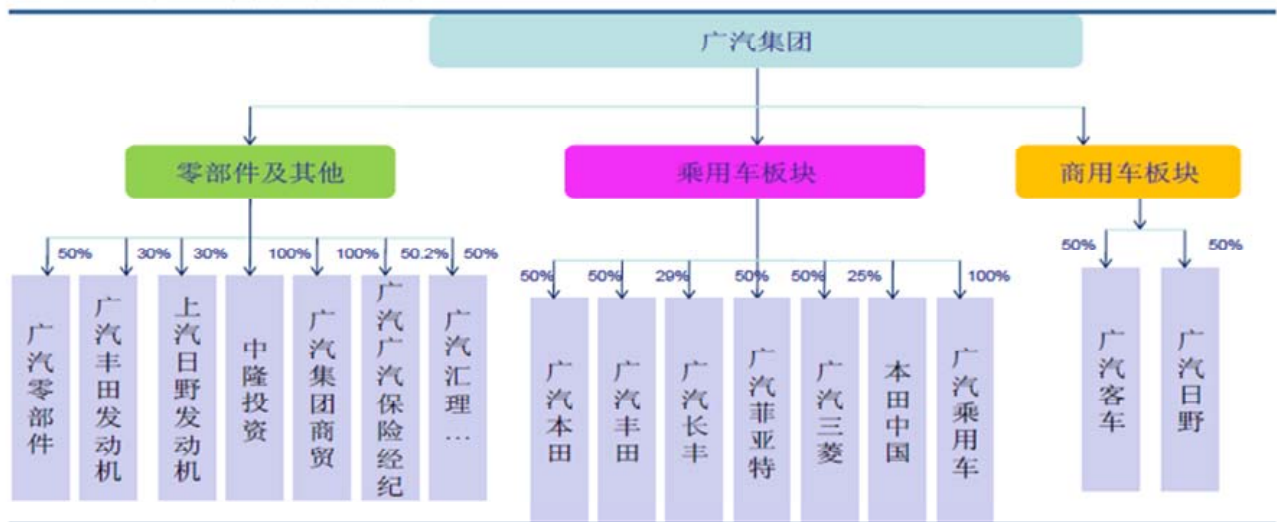 广汽集团
零部件及其他
乘用车板块
商用车板块
50%
30%
30%
100%
100%
50.2%
50%
广汽零部件
广汽丰田发动机
上汽日野发动机
中隆投资
广汽集团商贸
广汽广汽保险经纪
广汽汇理…
50%
50%
29%
50%
50%
25%
100%
广汽本田
广汽丰田
广汽长丰
广汽菲亚特
广汽三菱
本田中国
广汽乘用车
50%
50%
广汽客车
广汽日野